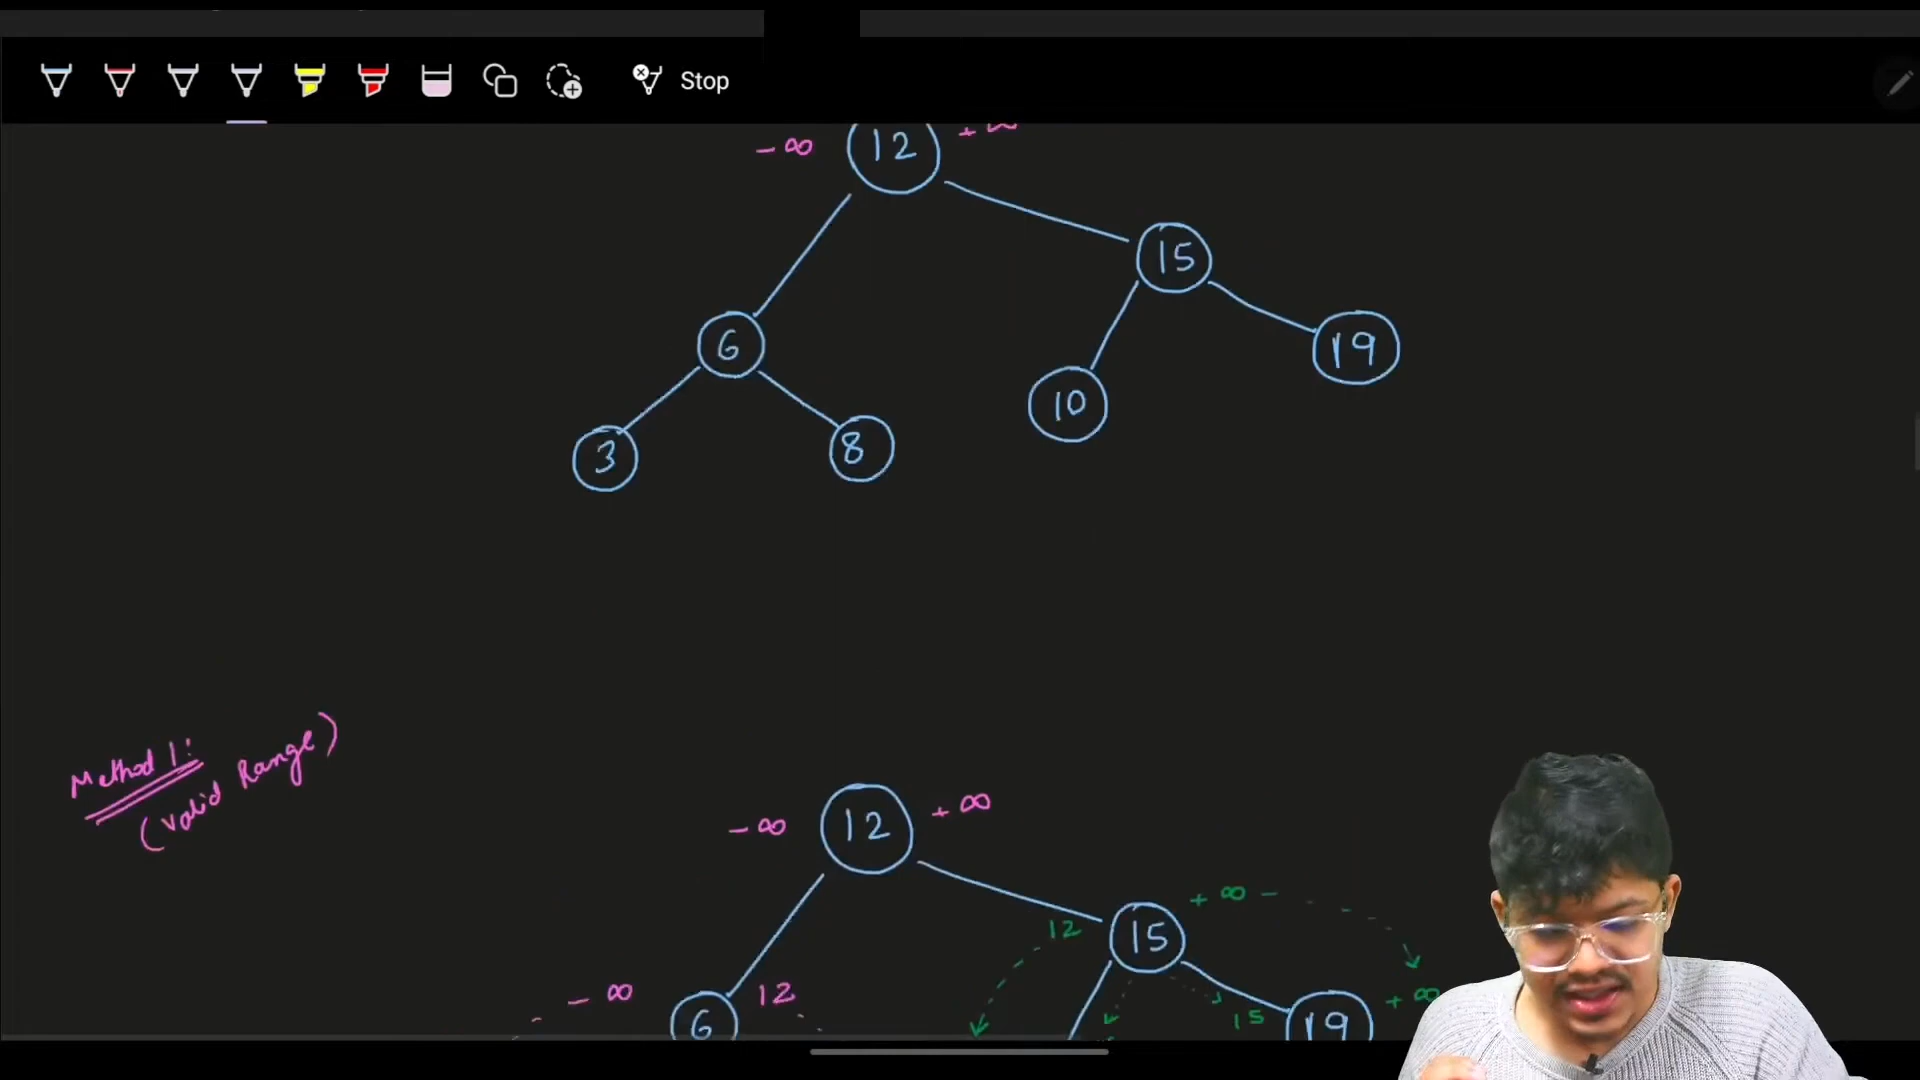 Stop
- ∞ 12 + ∞
15
6 19
10
3 8
Method 1:
(Valid Range)
- ∞ 12 + ∞
+ ∞ -
12 15
- ∞ 12
6 15 19 + ∞